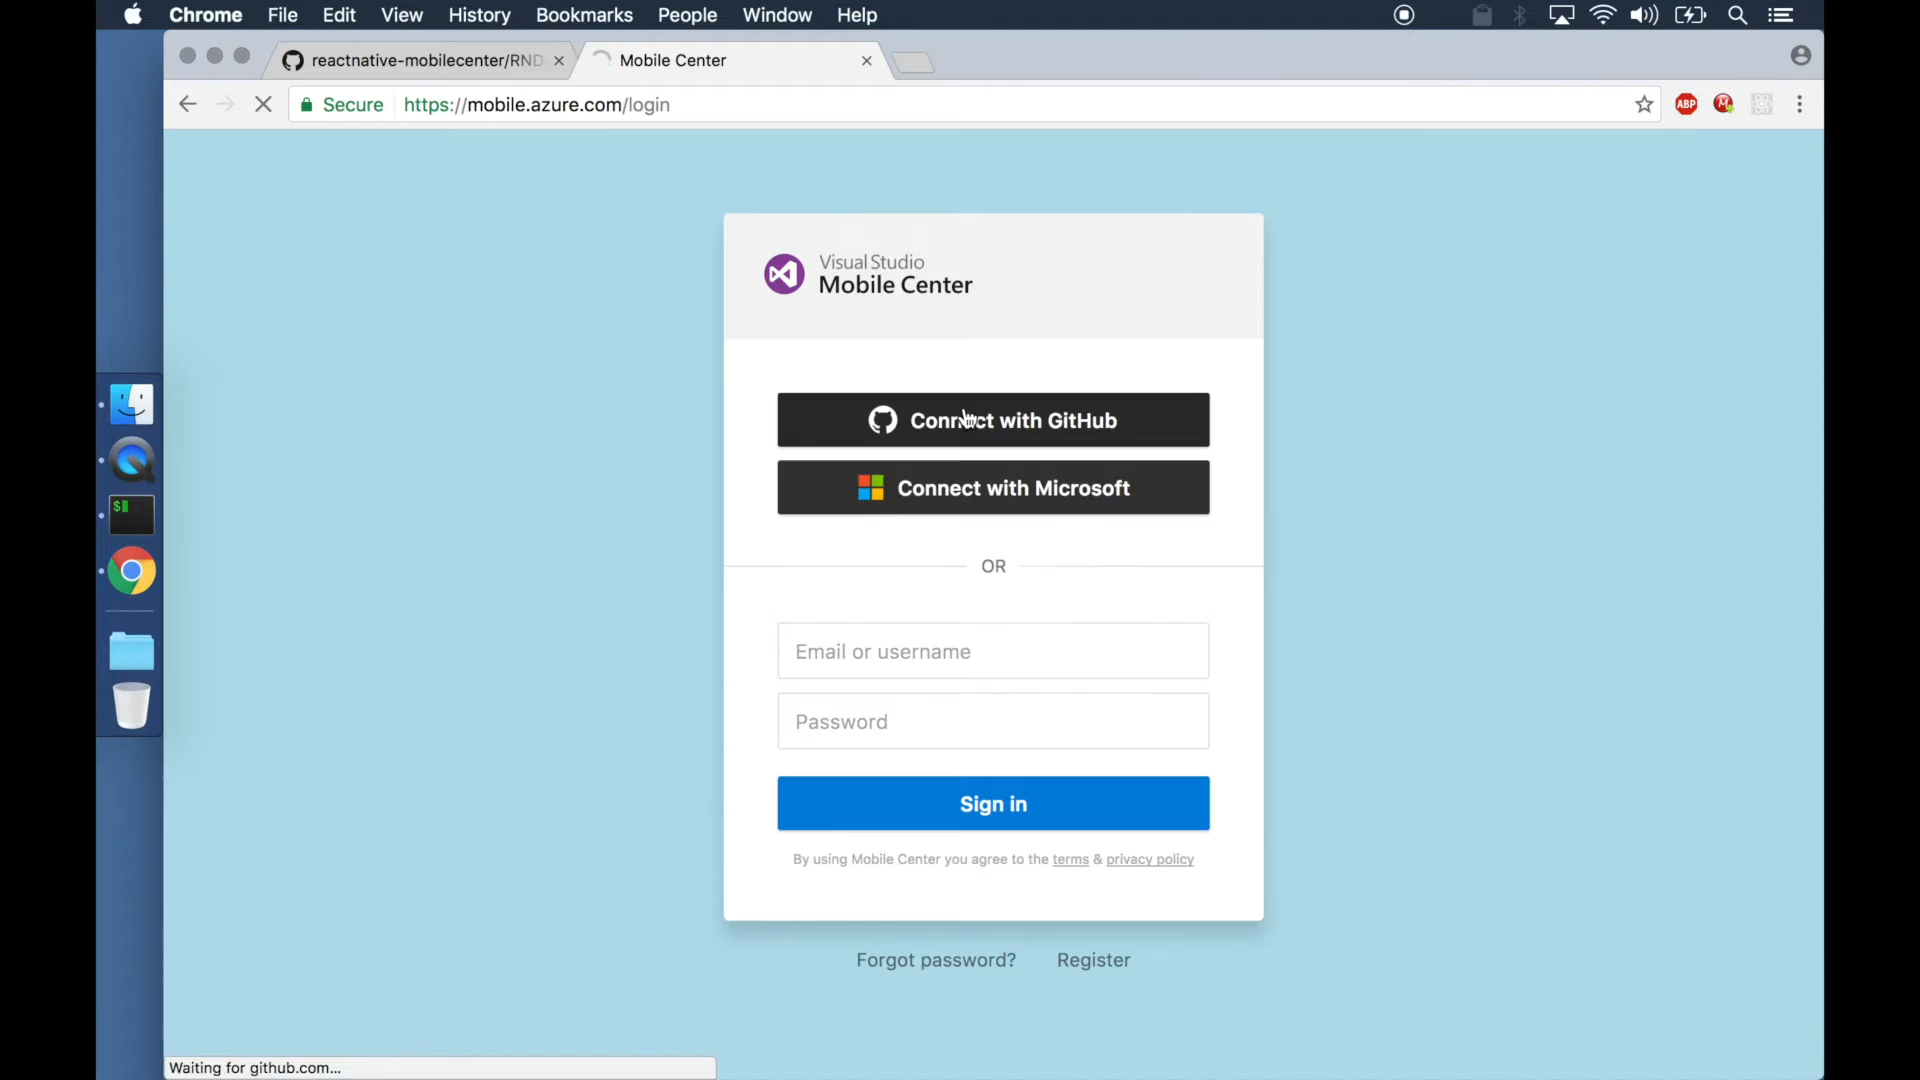 Chrome File Edit View History Bookmarks People Window Help
reactnative-mobilecenter/RND
Mobile Center
Secure https://mobile.azure.com/login
ABP
M
Visual Studio
Mobile Center
Connect with GitHub
Connect with Microsoft
OR
Email or username
Password
Sign in
By using Mobile Center you agree to the terms & privacy policy
Forgot password? Register
$
Waiting for github.com...